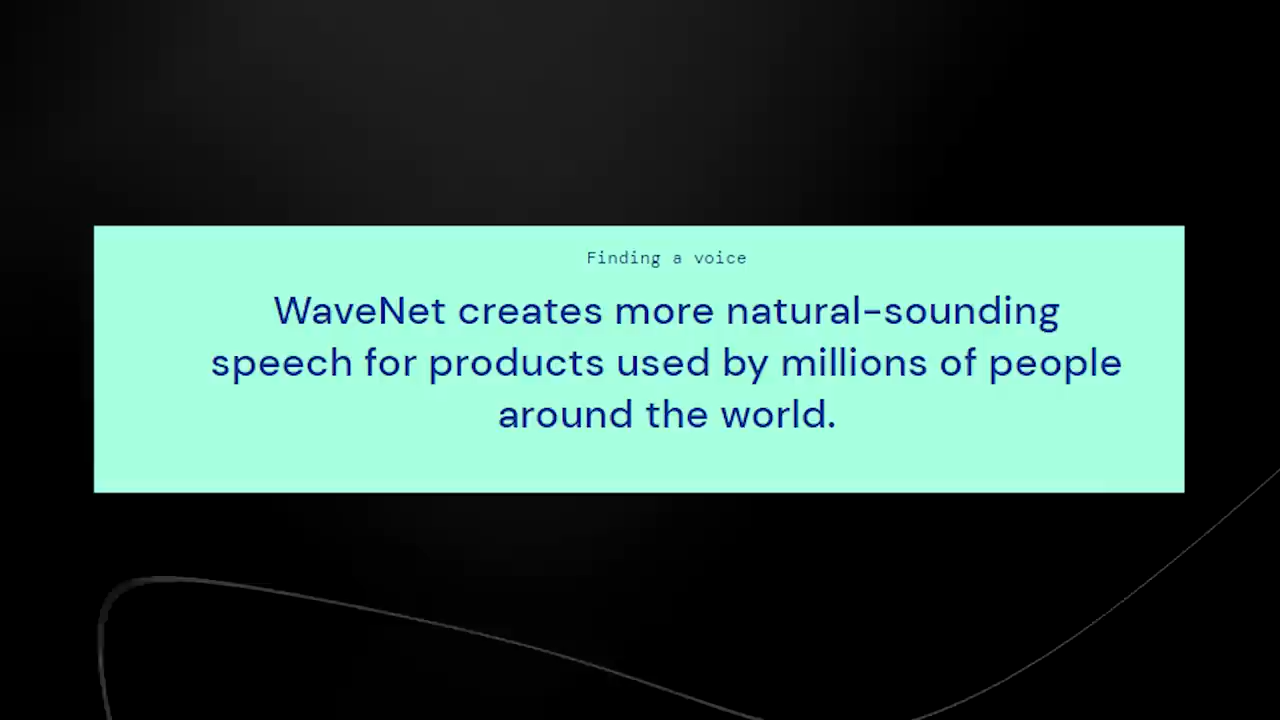 Finding a voice
WaveNet creates more natural-sounding
speech for products used by millions of people
around the world.